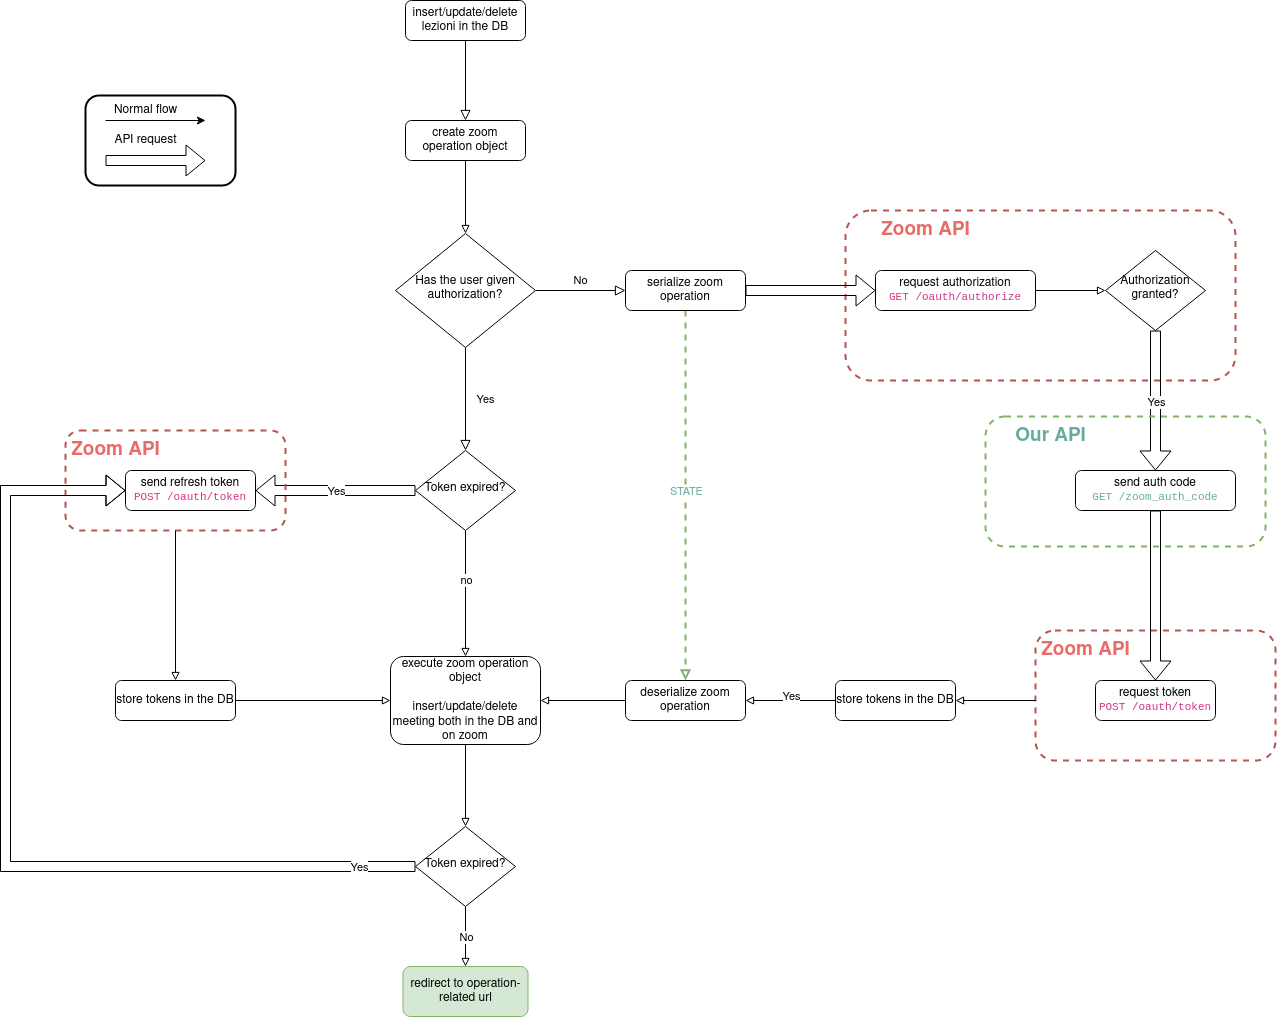 insert/update/delete
lezioni in the DB
Normal flow
API request
create zoom
operation object
Has the user given
authorization?
No
serialize zoom
operation
Zoom API
request authorization
GET /oauth/authorize
Authorization
granted?
Yes
Yes
Our API
send auth code
GET /zoom_auth_code
Zoom API
send refresh token
POST /oauth/token
Yes
Token expired?
STATE
no
Zoom API
request token
POST /oauth/token
store tokens in the DB
execute zoom operation
object
insert/update/delete
meeting both in the DB and
on zoom
deserialize zoom
operation
Yes
store tokens in the DB
Yes
Token expired?
No
redirect to operation-
related url